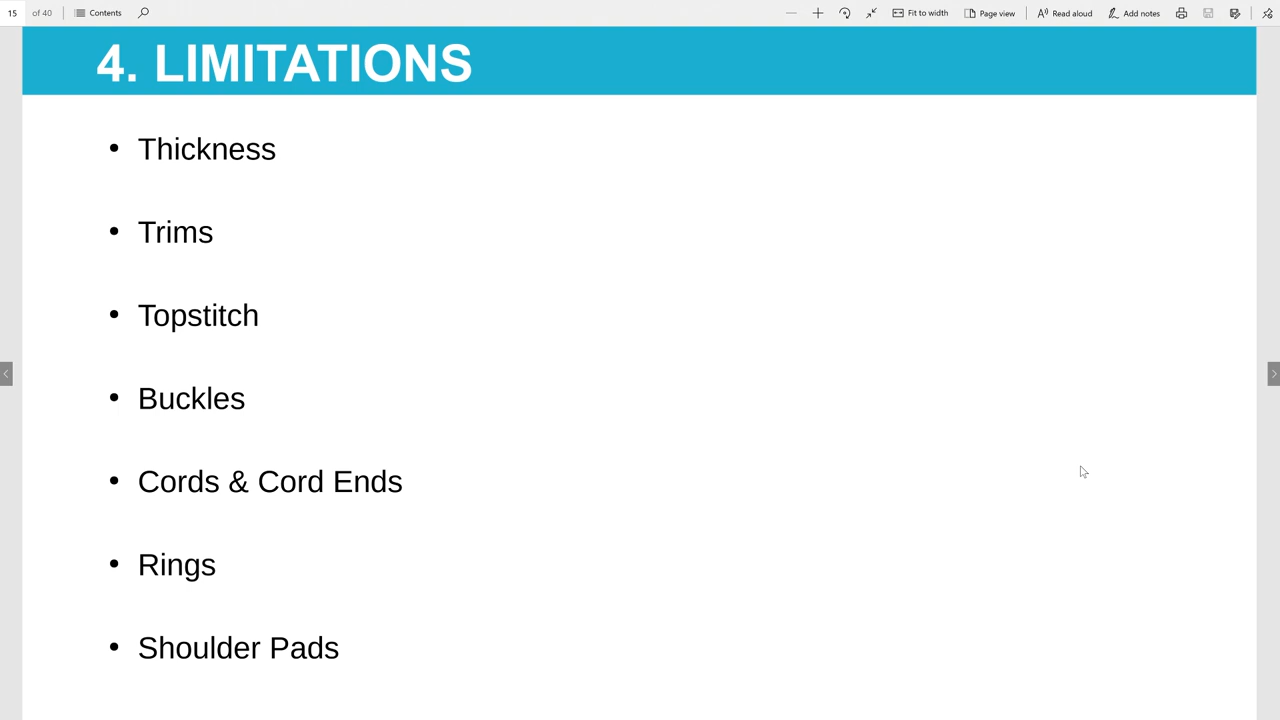 15 of 40 Contents Fit to width Page view Read aloud Add notes
4. LIMITATIONS
• Thickness
• Trims
• Topstitch
• Buckles
• Cords & Cord Ends
• Rings
• Shoulder Pads